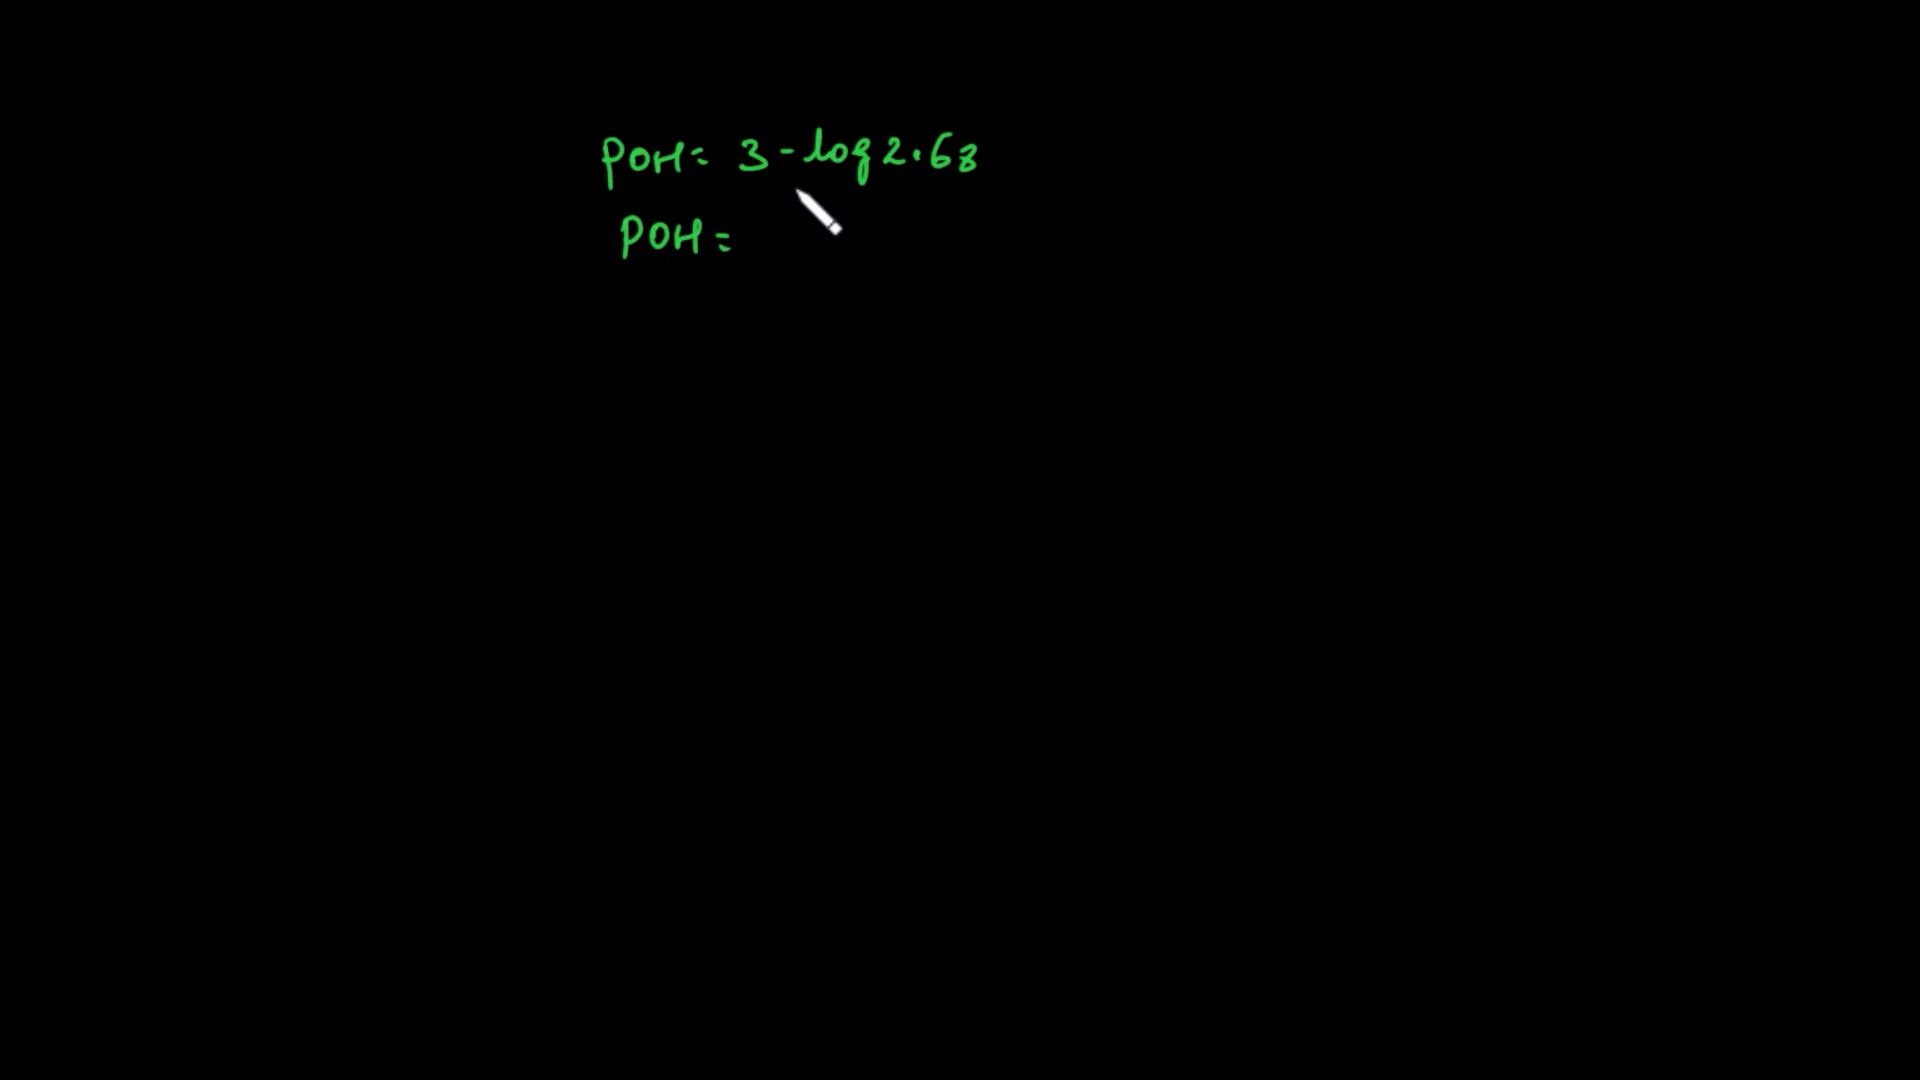 POH = 3 - log 2.68
POH =